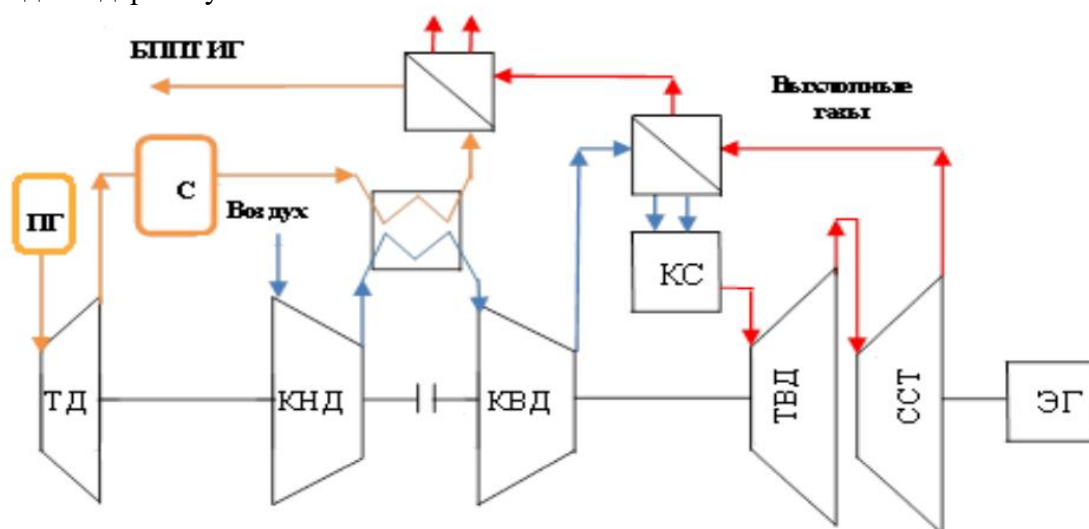 БППТ ИГ
Выхлопные
газы
С
ПГ
Воздух
КС
ТД
КНД
КВД
ТВД
ССТ
ЭГ